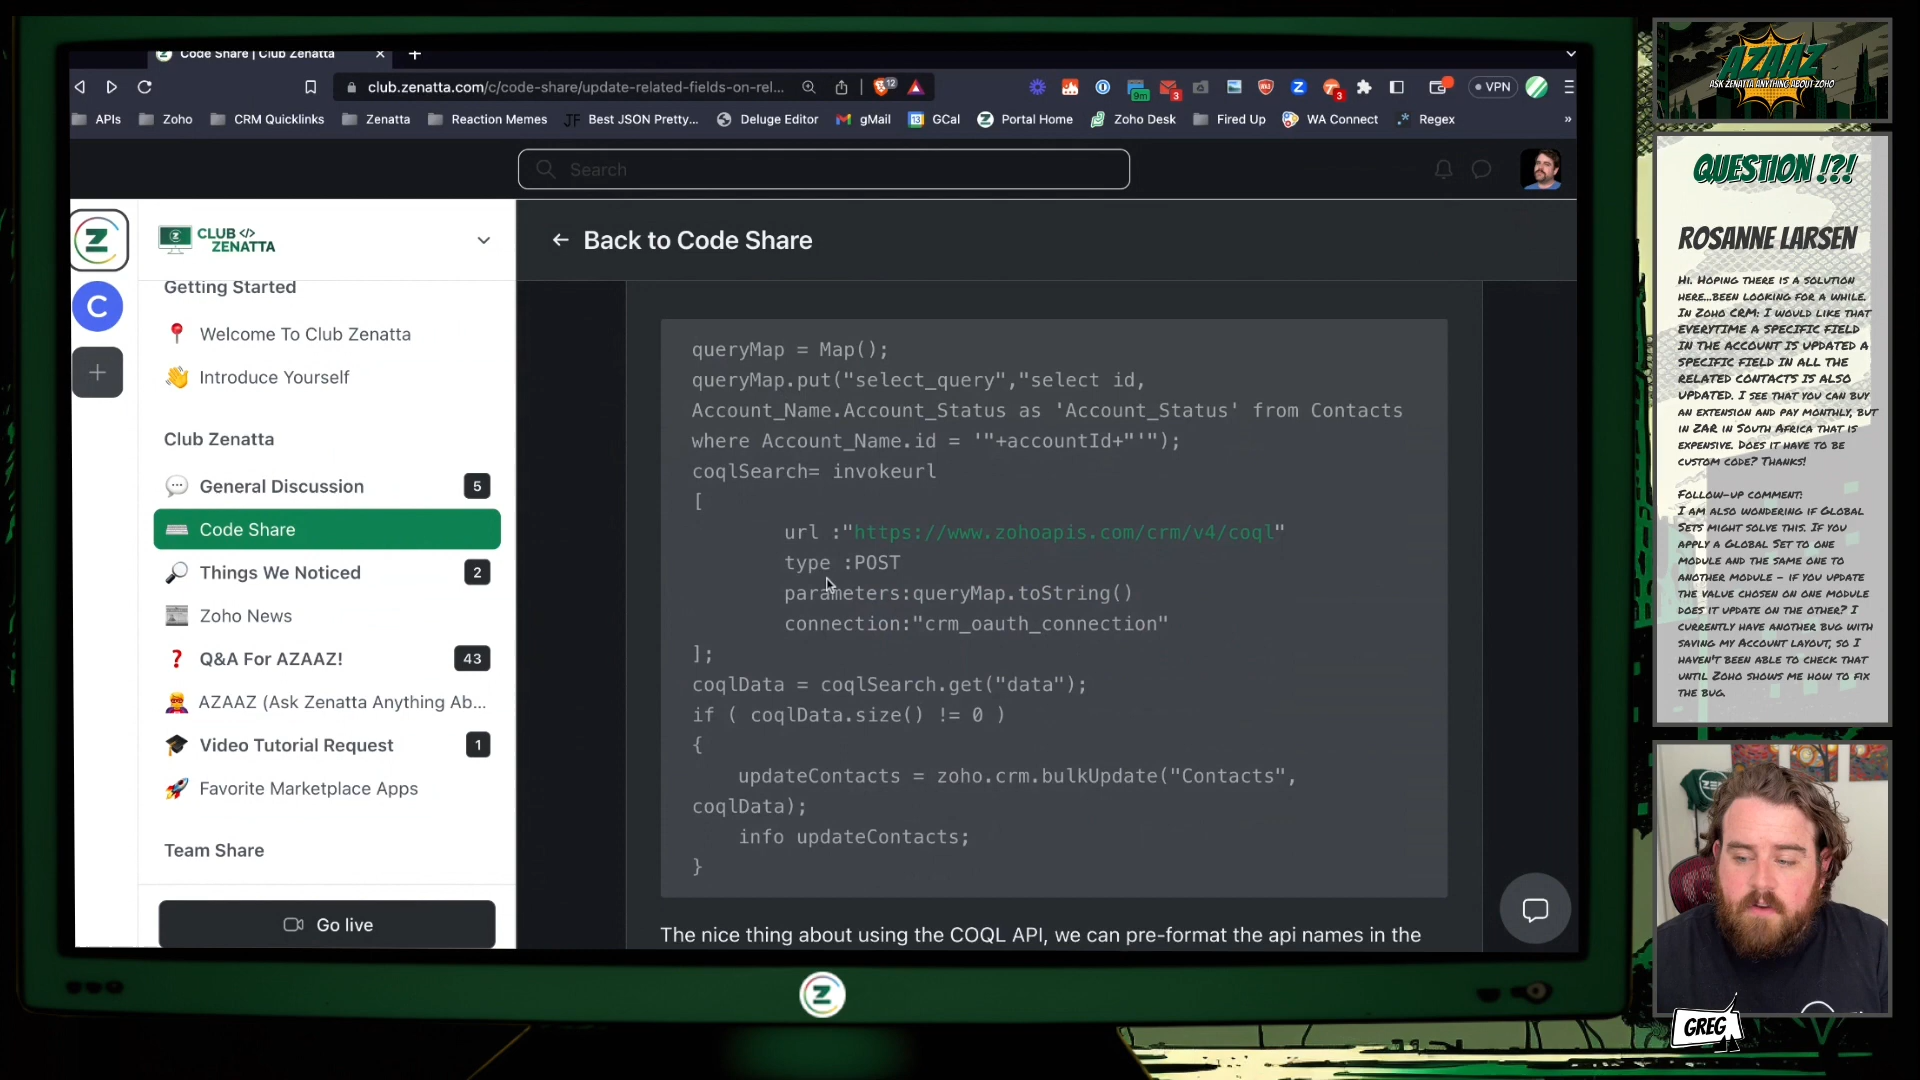 Code Share | Club Zenatta
club.zenatta.com/c/code-share/update-related-fields-on-rel...
12
9m
3
3
VPN
APIs
Zoho
CRM Quicklinks
Zenatta
Reaction Memes
JF Best JSON Pretty...
Deluge Editor
gMail
13 GCal
Portal Home
Zoho Desk
Fired Up
WA Connect
Regex
»
Search
Z
C
CLUB </>
ZENATTA
Getting Started
Welcome To Club Zenatta
Introduce Yourself
Club Zenatta
General Discussion 5
Code Share
Things We Noticed 2
Zoho News
Q&A For AZAAZ! 43
AZAAZ (Ask Zenatta Anything Ab...
Video Tutorial Request 1
Favorite Marketplace Apps
Team Share
Go live
← Back to Code Share
queryMap = Map();
queryMap.put("select_query","select id,
Account_Name.Account_Status as 'Account_Status' from Contacts
where Account_Name.id = '"+accountId+"'");
coqlSearch= invokeurl
[
url :"https://www.zohoapis.com/crm/v4/coql"
type :POST
parameters:queryMap.toString()
connection:"crm_oauth_connection"
];
coqlData = coqlSearch.get("data");
if ( coqlData.size() != 0 )
{
updateContacts = zoho.crm.bulkUpdate("Contacts",
coqlData);
info updateContacts;
}
The nice thing about using the COQL API, we can pre-format the api names in the
Z
AZAAZ
ASK ZENATTA ANYTHING ABOUT ZOHO
QUESTION !?!
ROSANNE LARSEN
HI. HOPING THERE IS A SOLUTION
HERE...BEEN LOOKING FOR A WHILE.
IN ZOHO CRM: I WOULD LIKE THAT
EVERYTIME A SPECIFIC FIELD
IN THE ACCOUNT IS UPDATED A
SPECIFIC FIELD IN ALL THE
RELATED CONTACTS IS ALSO
UPDATED. I SEE THAT YOU CAN BUY
AN EXTENSION AND PAY MONTHLY, BUT
IN ZAR IN SOUTH AFRICA THAT IS
EXPENSIVE. DOES IT HAVE TO BE
CUSTOM CODE? THANKS!
FOLLOW-UP COMMENT:
I AM ALSO WONDERING IF GLOBAL
SETS MIGHT SOLVE THIS. IF YOU
APPLY A GLOBAL SET TO ONE
MODULE AND THE SAME ONE TO
ANOTHER MODULE - IF YOU UPDATE
THE VALUE CHOSEN ON ONE MODULE
DOES IT UPDATE ON THE OTHER? I
CURRENTLY HAVE ANOTHER BUG WITH
SAVING MY ACCOUNT LAYOUT, SO I
HAVEN'T BEEN ABLE TO CHECK THAT
UNTIL ZOHO SHOWS ME HOW TO FIX
THE BUG.
GREG